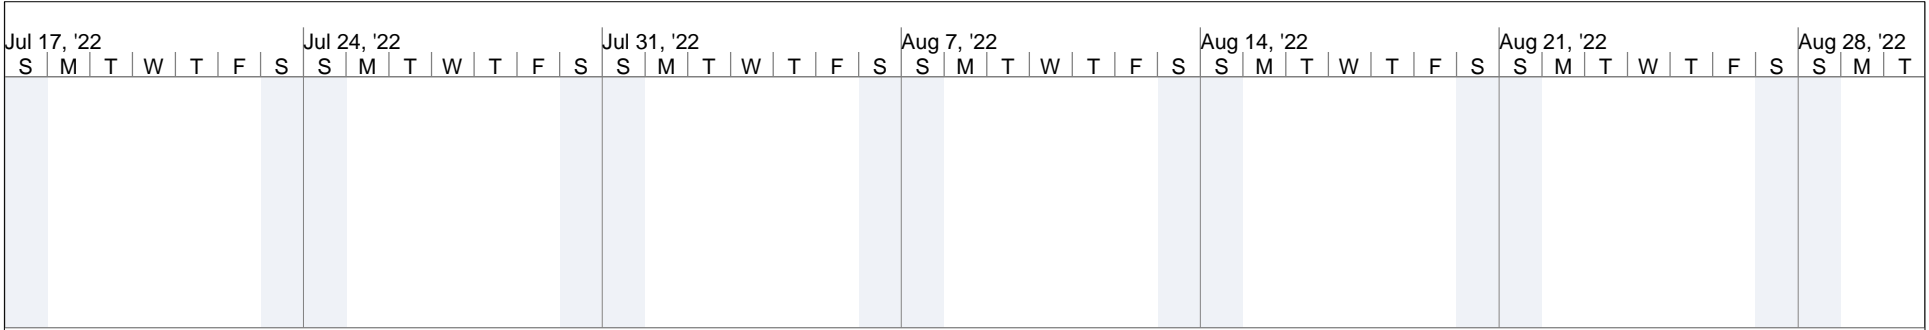 Jul 17, '22 Jul 24, '22 Jul 31, '22 Aug 7, '22 Aug 14, '22 Aug 21, '22 Aug 28, '22
S M T W T F S S M T W T F S S M T W T F S S M T W T F S S M T W T F S S M T W T F S S M T